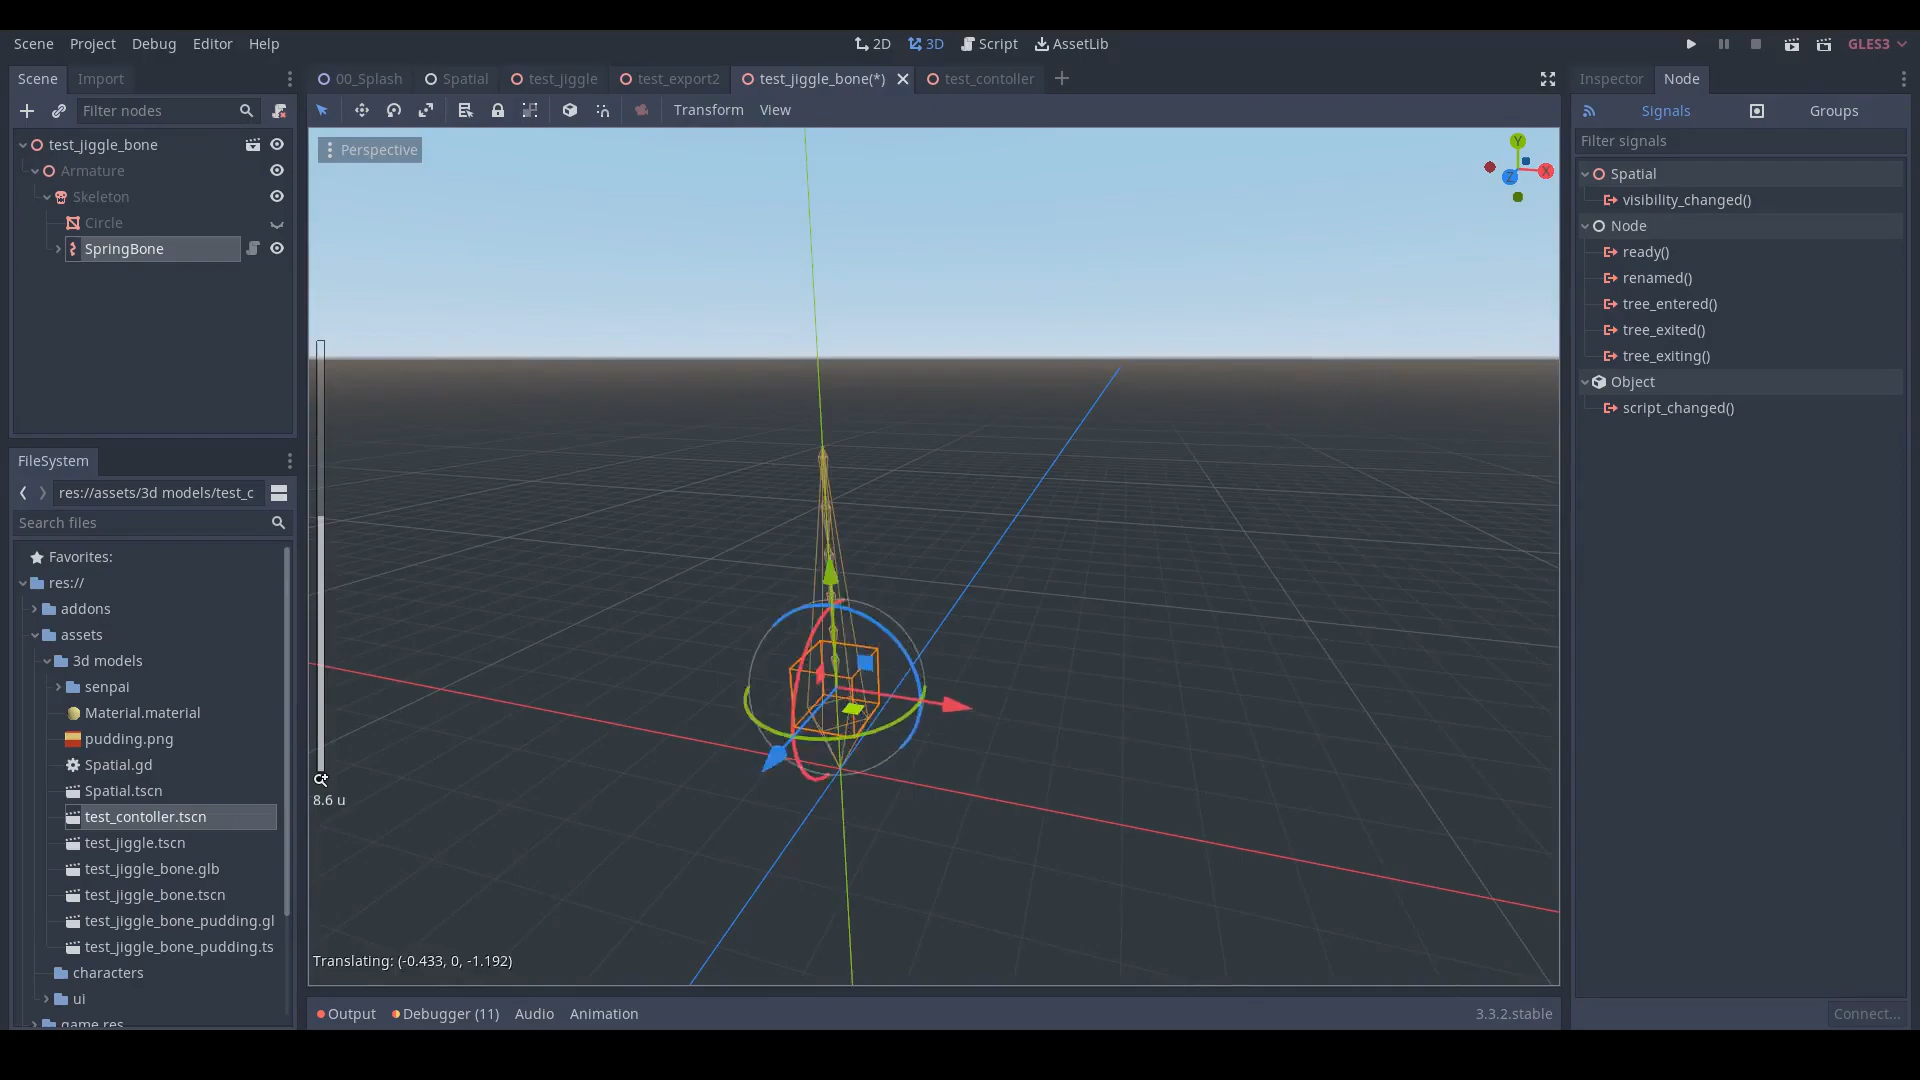 Scene Project Debug Editor Help
2D 3D Script AssetLib
GLES3
Scene Import
00_Splash Spatial test_jiggle test_export2 test_jiggle_bone(*) test_contoller
Inspector Node
Filter nodes
Transform View
Signals Groups
Filter signals
test_jiggle_bone
Armature
Skeleton
Circle
SpringBone
Perspective
Y
X
Z
Spatial
visibility_changed()
Node
ready()
renamed()
tree_entered()
tree_exited()
tree_exiting()
Object
script_changed()
FileSystem
res://assets/3d models/test_c
Search files
Favorites:
res://
addons
assets
3d models
senpai
Material.material
pudding.png
Spatial.gd
Spatial.tscn
test_contoller.tscn
test_jiggle.tscn
test_jiggle_bone.glb
test_jiggle_bone.tscn
test_jiggle_bone_pudding.gl
test_jiggle_bone_pudding.ts
characters
ui
game res
8.6 u
Translating: (-0.433, 0, -1.192)
Output Debugger (11) Audio Animation
3.3.2.stable
Connect...